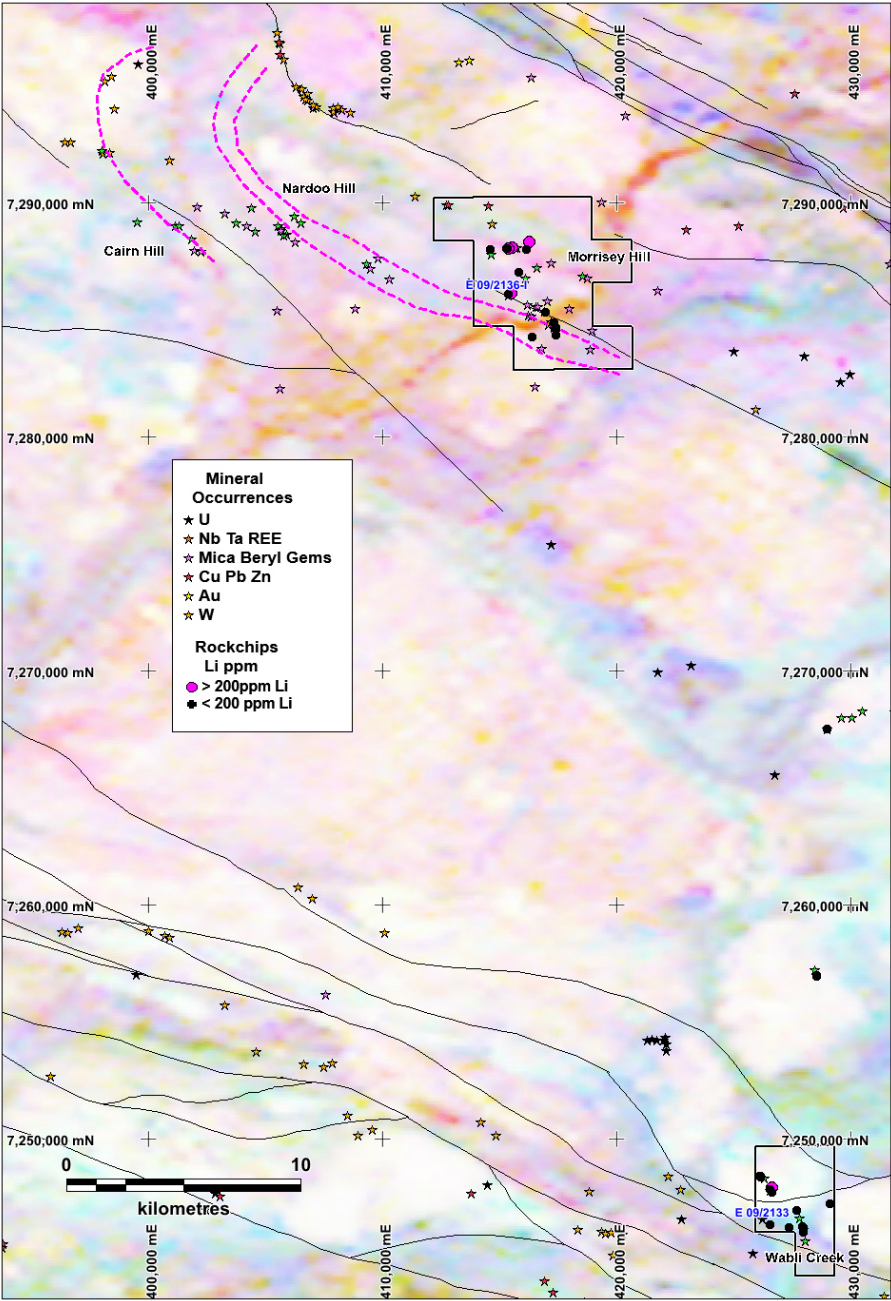 400,000 mE
410,000 mE
420,000 mE
430,000 mE
Nardoo Hill
7,290,000 mN
7,290,000 mN
Cairn Hill
Morrisey Hill
E 09/2136-I
7,280,000 mN
7,280,000 mN
Mineral
Occurrences
U
Nb Ta REE
Mica Beryl Gems
Cu Pb Zn
Au
W
Rockchips
Li ppm
> 200ppm Li
< 200 ppm Li
7,270,000 mN
7,270,000 mN
7,260,000 mN
7,260,000 mN
7,250,000 mN
7,250,000 mN
0 10
kilometres
E 09/2133
Wabli Creek
400,000 mE
410,000 mE
420,000 mE
430,000 mE